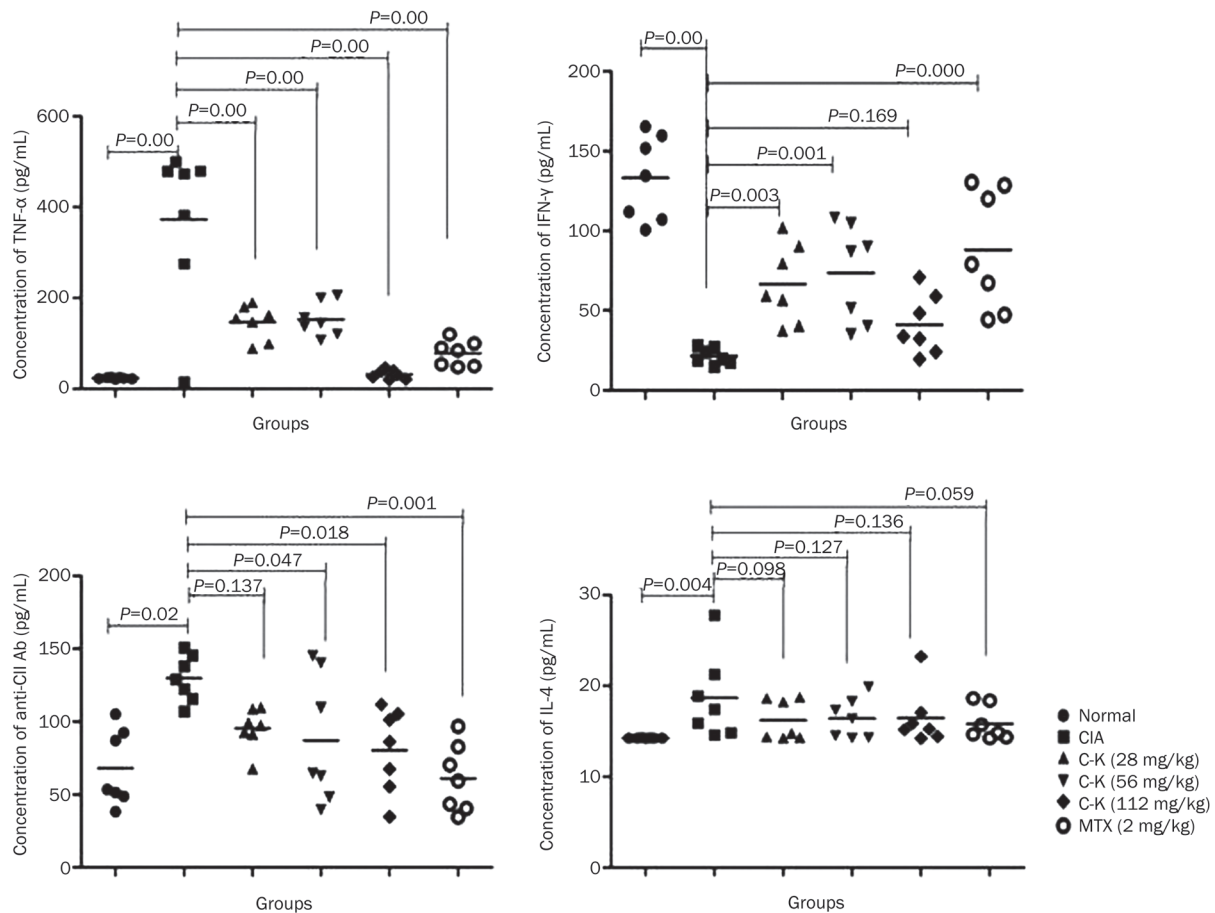 P=0.00
P=0.00
P=0.00
P=0.00
P=0.00
600
400
200
0
Concentration of TNF-α (pg/mL)
Groups
P=0.00
P=0.000
P=0.169
P=0.001
P=0.003
200
150
100
50
0
Concentration of IFN-γ (pg/mL)
Groups
P=0.001
P=0.018
P=0.047
P=0.137
P=0.02
200
150
100
50
0
Concentration of anti-CII Ab (pg/mL)
Groups
P=0.059
P=0.136
P=0.127
P=0.098
P=0.004
30
20
10
0
Concentration of IL-4 (pg/mL)
Groups
Normal
CIA
C-K (28 mg/kg)
C-K (56 mg/kg)
C-K (112 mg/kg)
MTX (2 mg/kg)